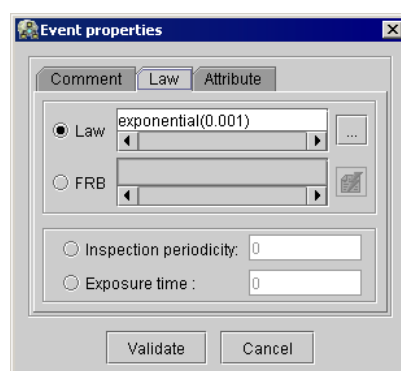 Event properties
Comment Law Attribute
Law exponential(0.001) ...
FRB
Inspection periodicity: 0
Exposure time : 0
Validate Cancel